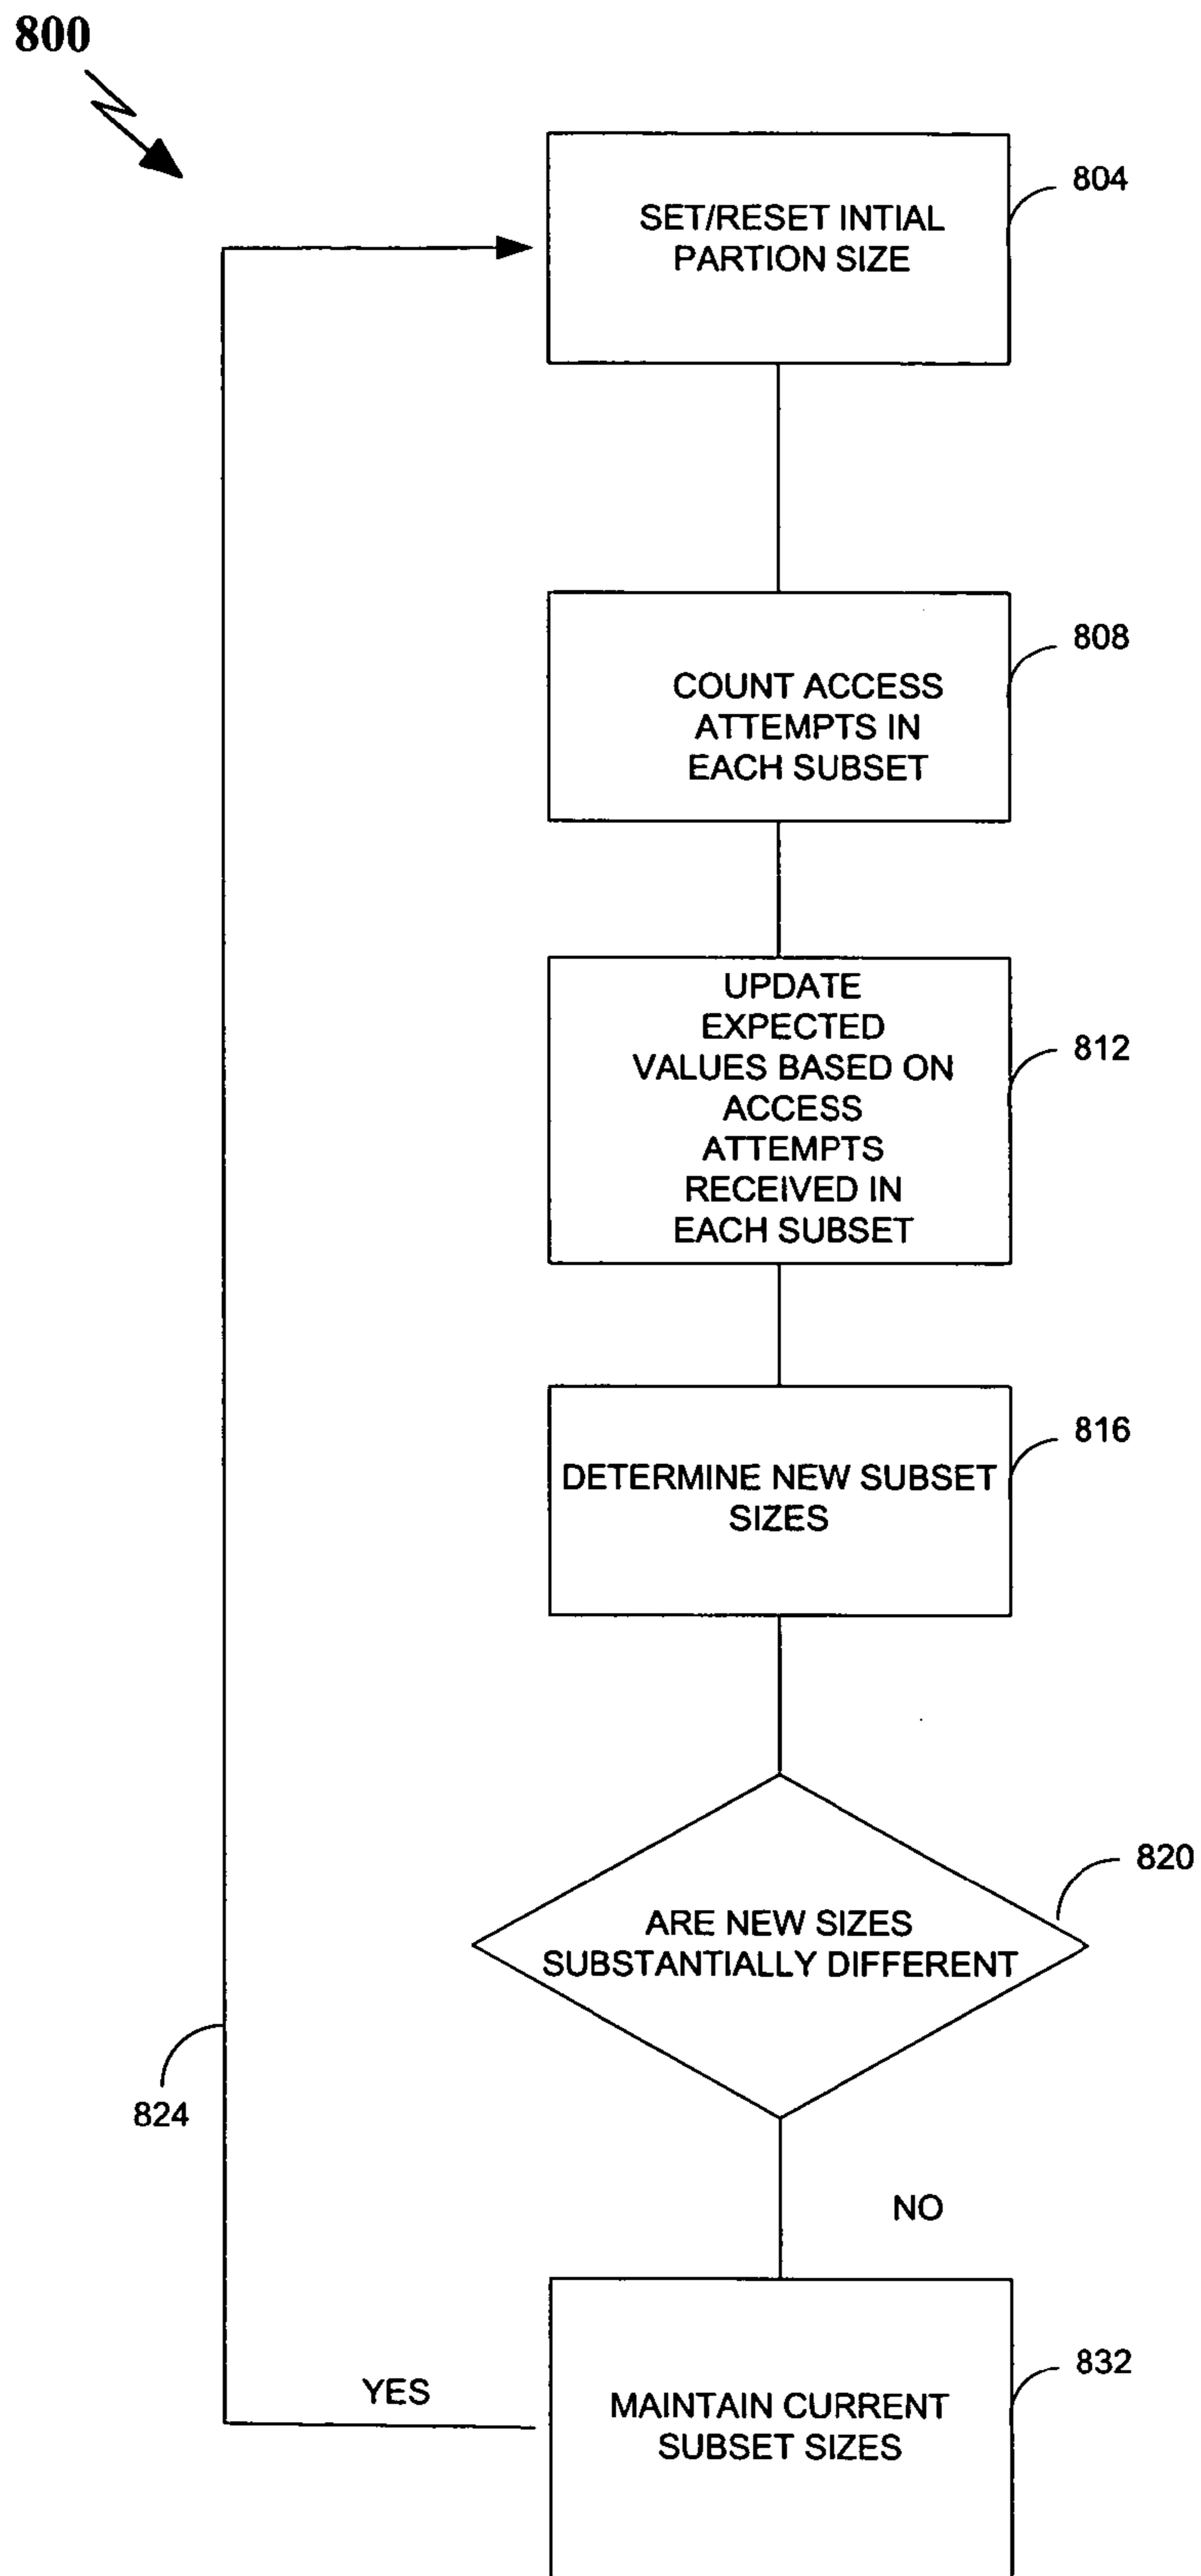 800
804
SET/RESET INTIAL
PARTION SIZE
808
COUNT ACCESS
ATTEMPTS IN
EACH SUBSET
UPDATE
EXPECTED
VALUES BASED ON
ACCESS
ATTEMPTS
RECEIVED IN
EACH SUBSET
812
816
DETERMINE NEW SUBSET
SIZES
820
ARE NEW SIZES
SUBSTANTIALLY DIFFERENT
824
NO
832
YES
MAINTAIN CURRENT
SUBSET SIZES